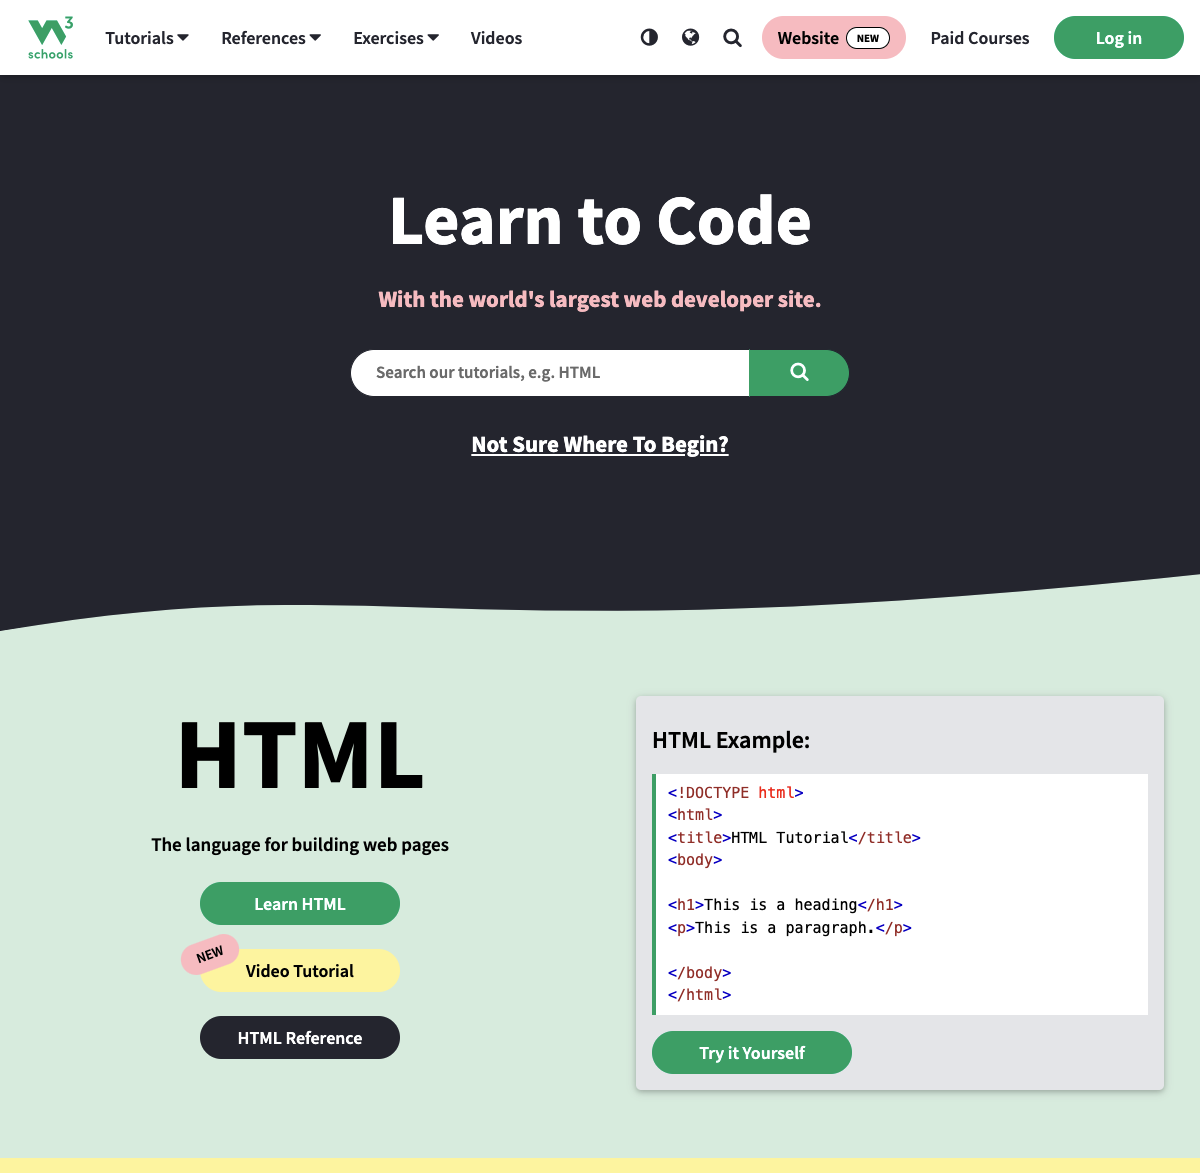 w3 schools
Tutorials References Exercises Videos Website NEW Paid Courses Log in
Learn to Code
With the world's largest web developer site.
Search our tutorials, e.g. HTML
Not Sure Where To Begin?
HTML
The language for building web pages
Learn HTML
NEW
Video Tutorial
HTML Reference
HTML Example:
<!DOCTYPE html>
<html>
<title>HTML Tutorial</title>
<body>
<h1>This is a heading</h1>
<p>This is a paragraph.</p>
</body>
</html>
Try it Yourself